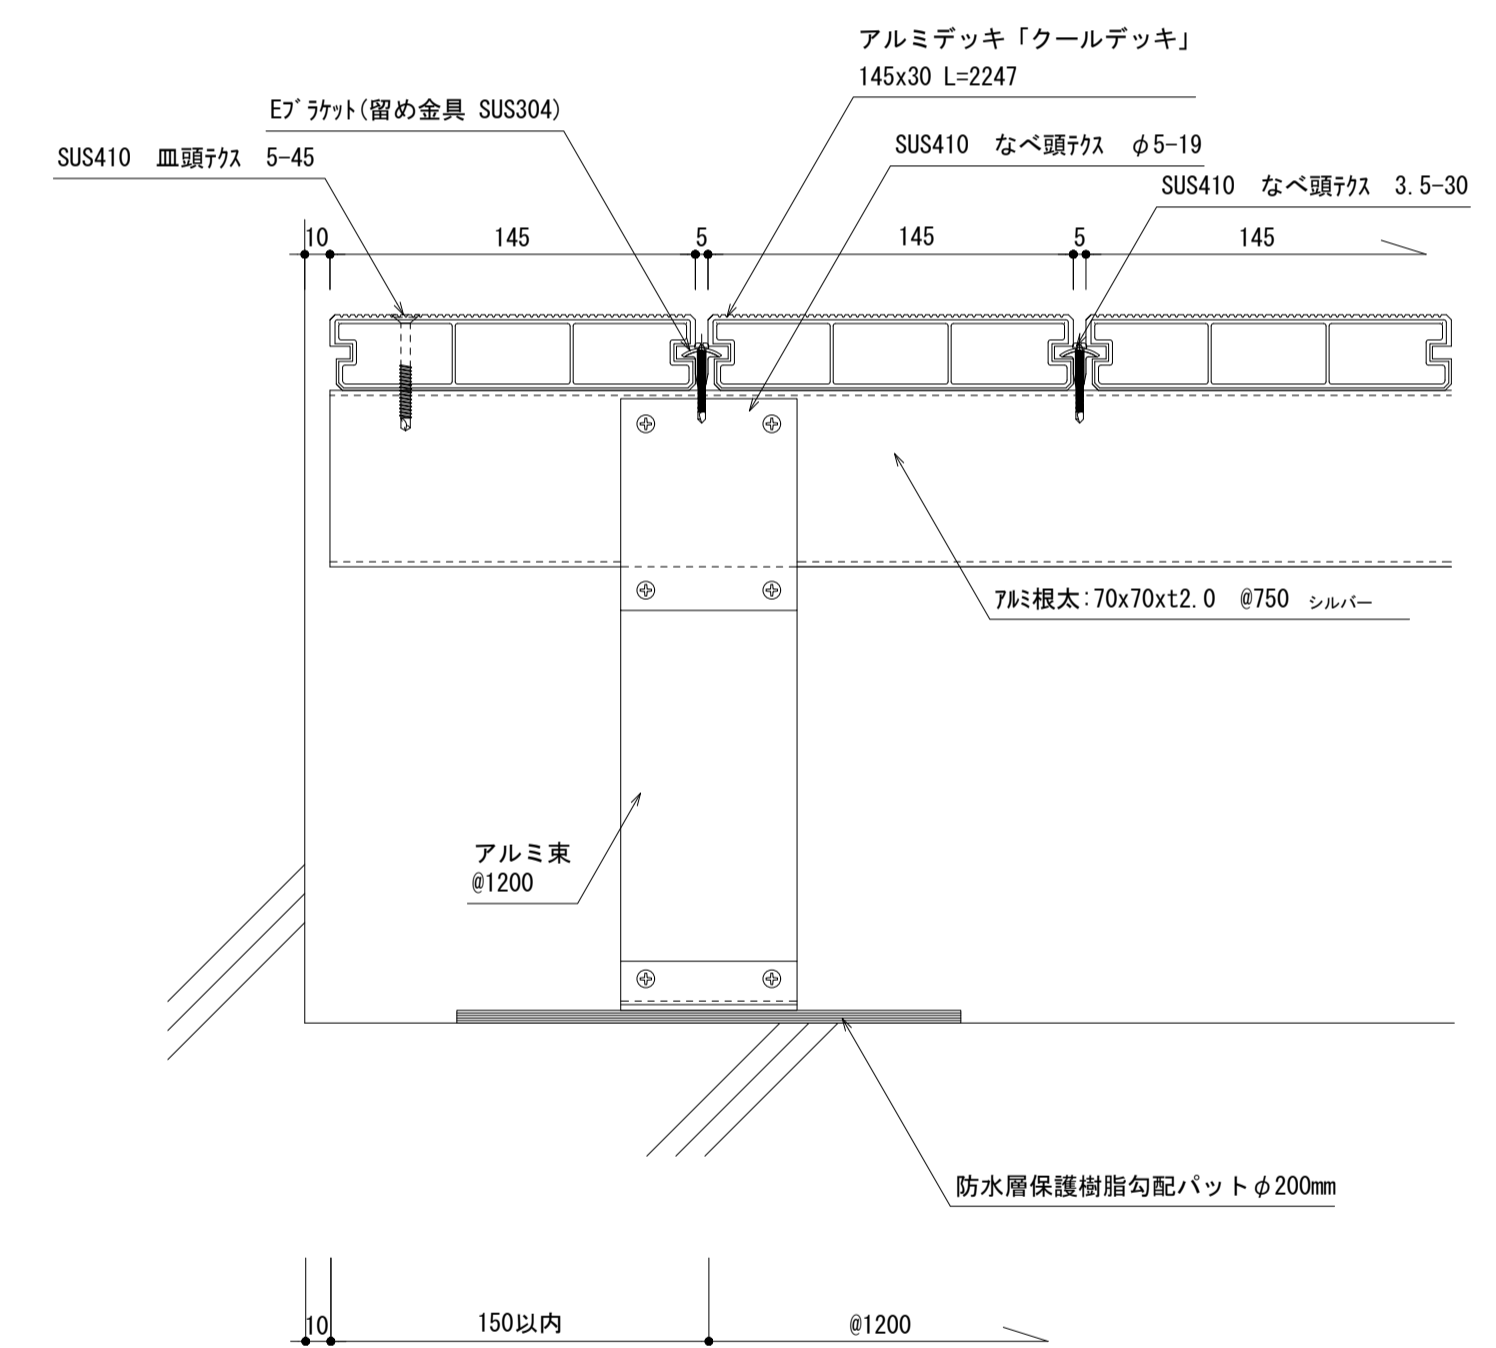 アルミデッキ「クールデッキ」
145x30 L=2247
Eﾌﾞﾗｹｯﾄ(留め金具 SUS304)
SUS410 なべ頭ﾃｸｽ φ5-19
SUS410 皿頭ﾃｸｽ 5-45
SUS410 なべ頭ﾃｸｽ 3.5-30
10 145 5 145 5 145
ｱﾙﾐ根太:70x70xt2.0 @750 シルバー
アルミ束
@1200
防水層保護樹脂勾配パットφ200mm
10 150以内 @1200